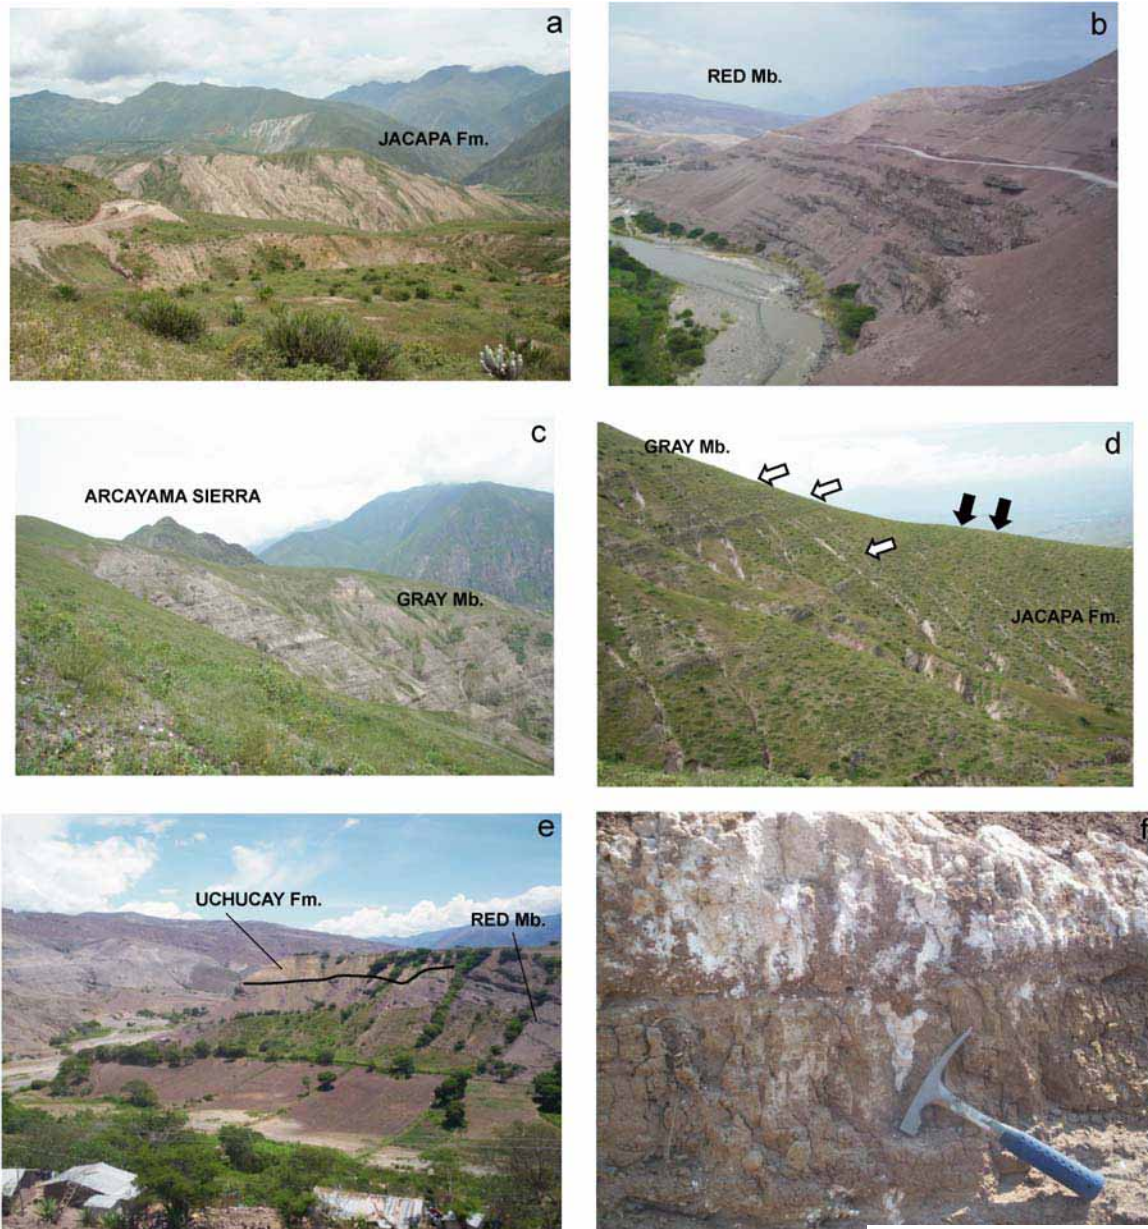 a
JACAPA Fm.
b
RED Mb.
c
ARCAYAMA SIERRA
GRAY Mb.
d
GRAY Mb.
JACAPA Fm.
e
UCHUCAY Fm.
RED Mb.
f